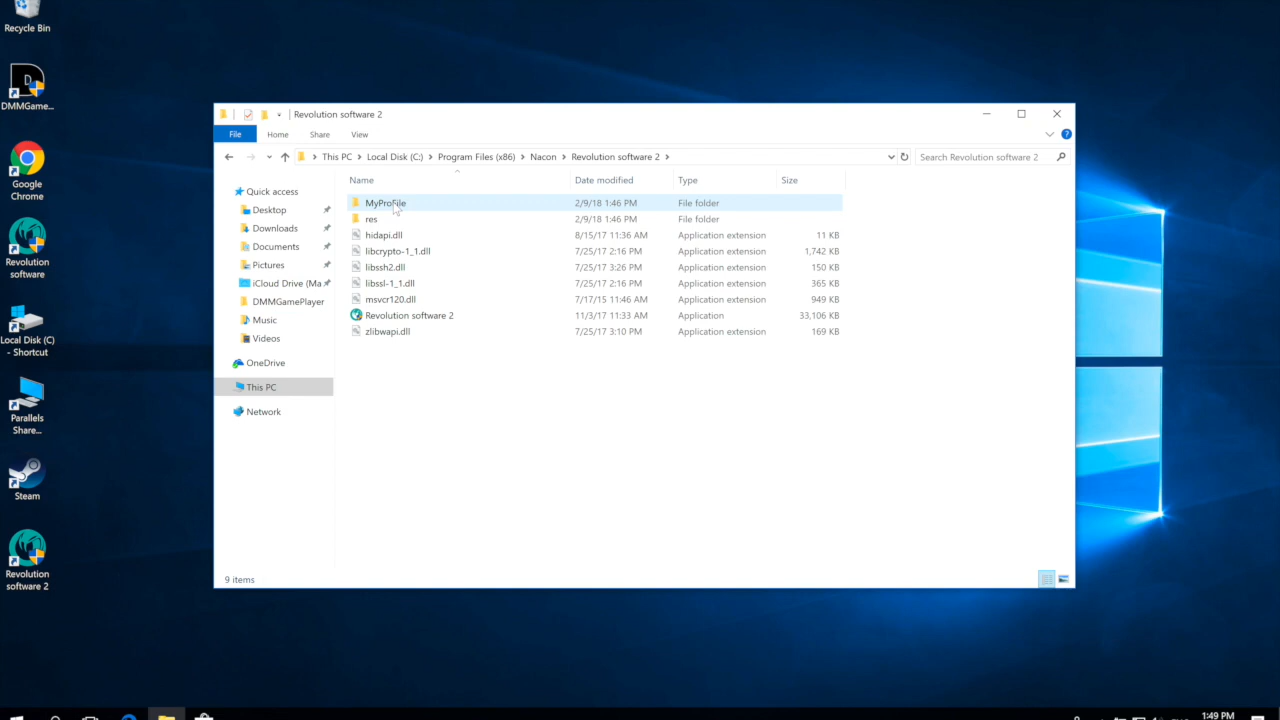 Recycle Bin
DMMGame...
Google
Chrome
Revolution
software
Local Disk (C)
- Shortcut
Parallels
Share...
Steam
Revolution
software 2
Revolution software 2
File Home Share View
This PC Local Disk (C:) Program Files (x86) Nacon Revolution software 2
Search Revolution software 2
Quick access
Desktop
Downloads
Documents
Pictures
iCloud Drive (Ma
DMMGamePlayer
Music
Videos
OneDrive
This PC
Network
Name Date modified Type Size
MyProfile 2/9/18 1:46 PM File folder
res 2/9/18 1:46 PM File folder
hidapi.dll 8/15/17 11:36 AM Application extension 11 KB
libcrypto-1_1.dll 7/25/17 2:16 PM Application extension 1,742 KB
libssh2.dll 7/25/17 3:26 PM Application extension 150 KB
libssl-1_1.dll 7/25/17 2:16 PM Application extension 365 KB
msvcr120.dll 7/17/15 11:46 AM Application extension 949 KB
Revolution software 2 11/3/17 11:33 AM Application 33,106 KB
zlibwapi.dll 7/25/17 3:10 PM Application extension 169 KB
9 items
1:49 PM